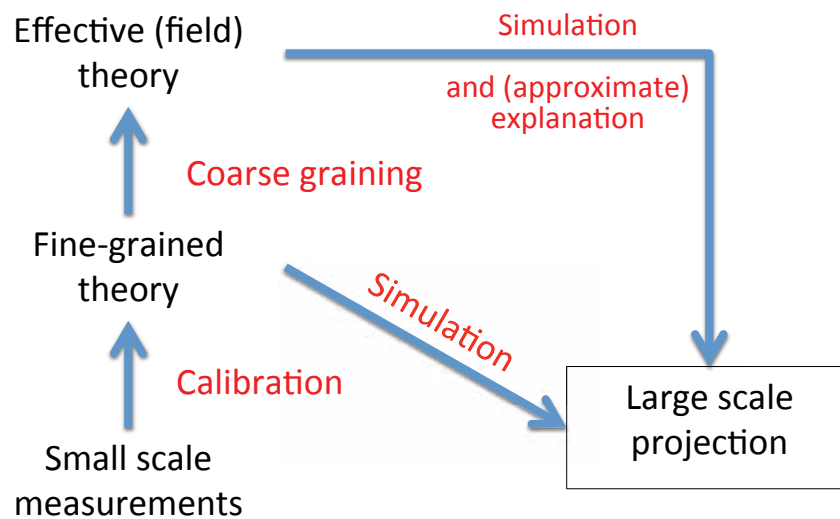 Effective (field)
theory
Simulation
and (approximate)
explanation
Coarse graining
Fine-grained
theory
Simulation
Calibration
Large scale
projection
Small scale
measurements